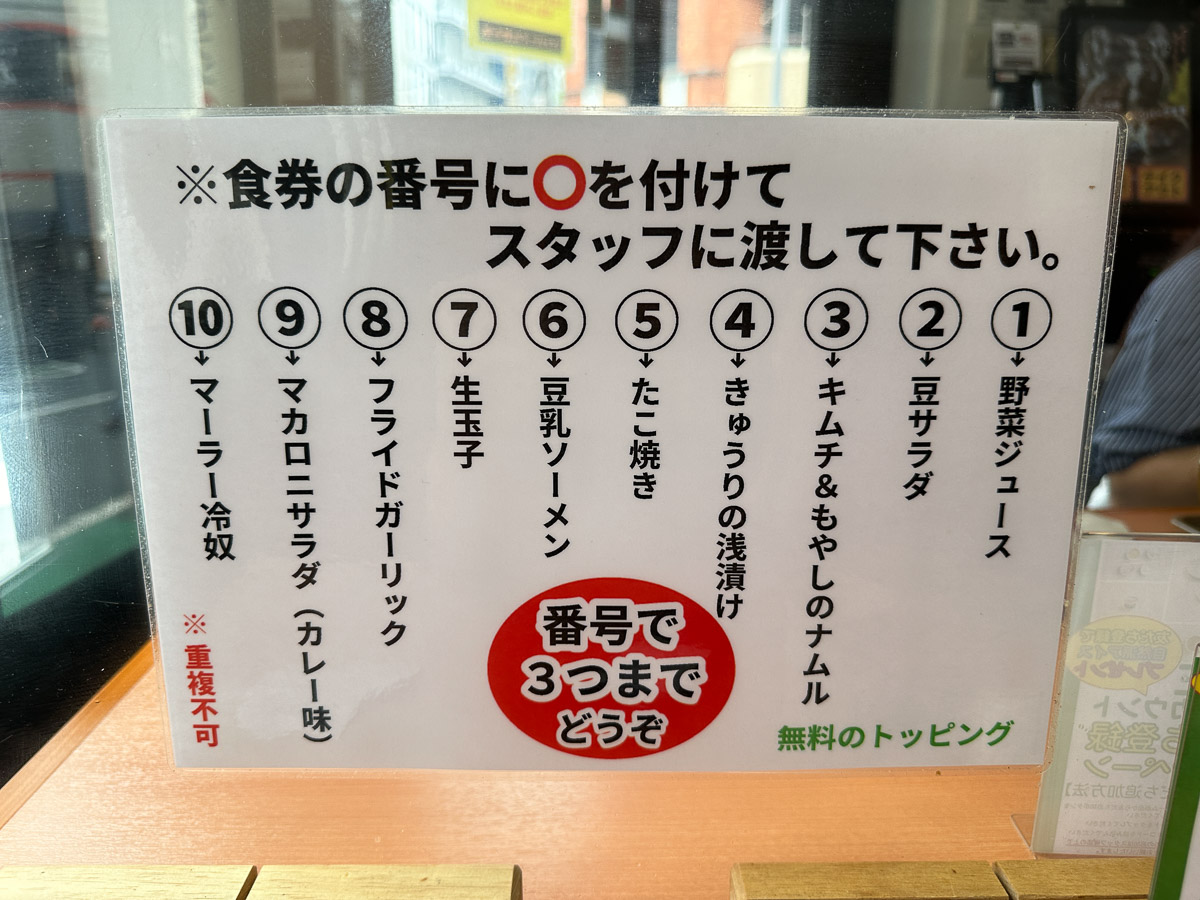 ※食券の番号に〇を付けて
スタッフに渡して下さい。
①→野菜ジュース
②→豆サラダ
③→キムチ&もやしのナムル
④→きゅうりの浅漬け
⑤→たこ焼き
⑥→豆乳ソーメン
⑦→生玉子
⑧→フライドガーリック
⑨→マカロニサラダ（カレー味）
⑩→マーラー冷奴
※重複不可
番号で
3つまで
どうぞ
無料のトッピング